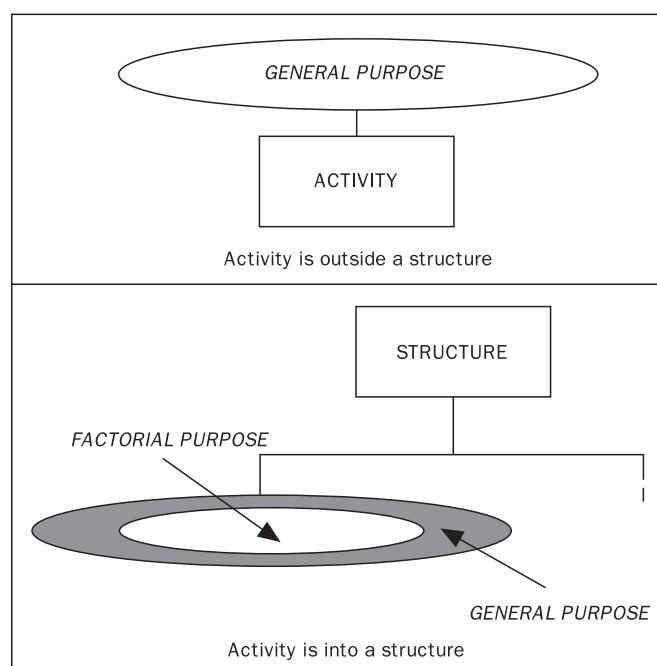 GENERAL PURPOSE
ACTIVITY
Activity is outside a structure
STRUCTURE
FACTORIAL PURPOSE
GENERAL PURPOSE
Activity is into a structure